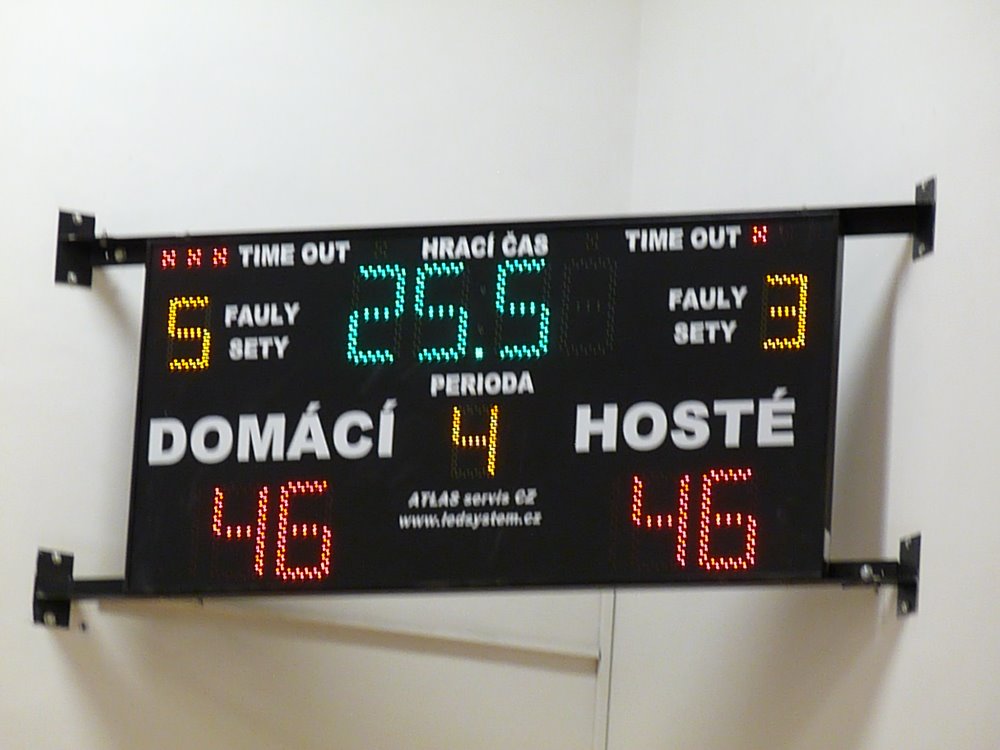 TIME OUT
HRACÍ ČAS
TIME OUT
5
FAULY
SETY
25.5
FAULY
SETY
3
PERIODA
4
DOMÁCÍ
HOSTÉ
46
46
ATLAS servis CZ
www.ledsystem.cz